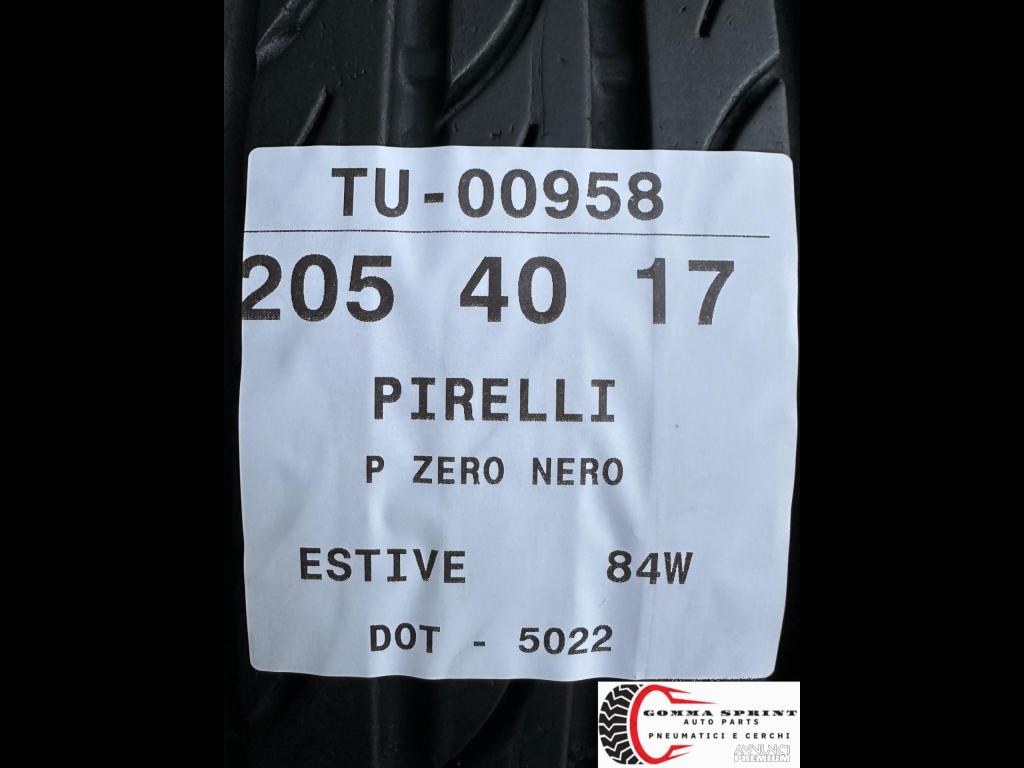 TU-00958
205 40 17
PIRELLI
P ZERO NERO
ESTIVE 84W
DOT - 5022
GOMMA SPRINT
AUTO PARTS
PNEUMATICI E CERCHI
ANNUNCI
PREMIUM